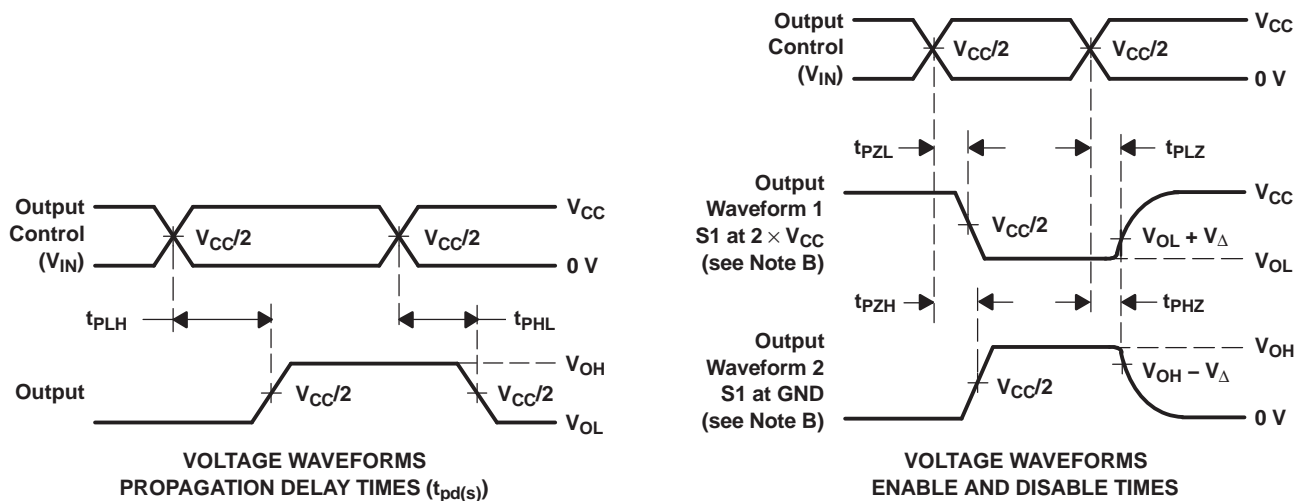 Output
Control
(VIN)
VCC/2
VCC/2
VCC
0 V
tPLH
tPHL
Output
VCC/2
VCC/2
VOH
VOL
VOLTAGE WAVEFORMS
PROPAGATION DELAY TIMES (tpd(s))
Output
Control
(VIN)
VCC/2
VCC/2
VCC
0 V
tPZL
tPLZ
Output
Waveform 1
S1 at 2 × VCC
(see Note B)
VCC/2
VCC
VOL + VΔ
VOL
tPZH
tPHZ
Output
Waveform 2
S1 at GND
(see Note B)
VCC/2
VOH
VOH − VΔ
0 V
VOLTAGE WAVEFORMS
ENABLE AND DISABLE TIMES